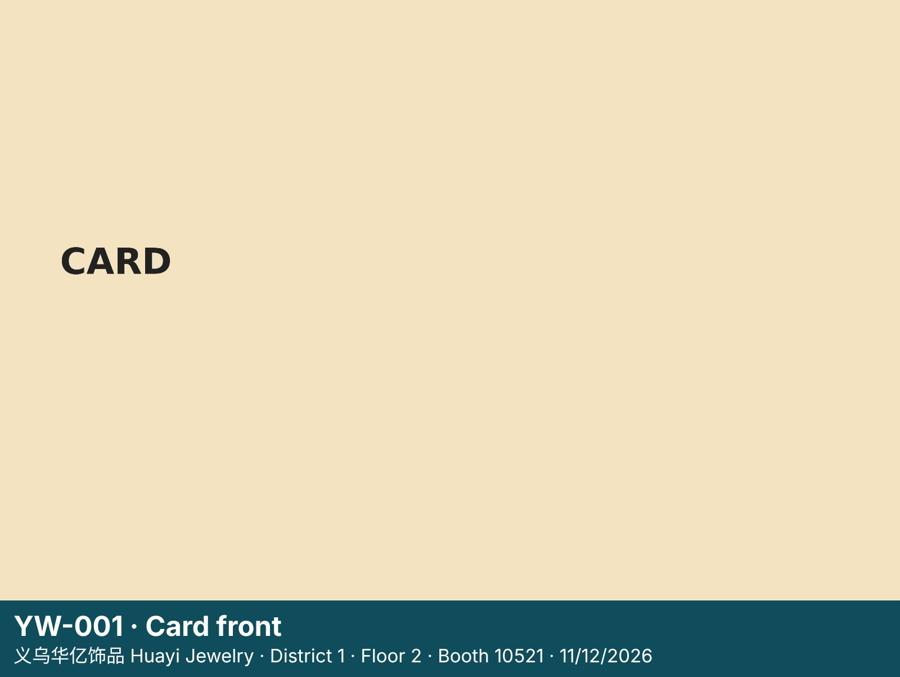 CARD
YW-001 · Card front
义乌华亿饰品 Huayi Jewelry · District 1 · Floor 2 · Booth 10521 · 11/12/2026